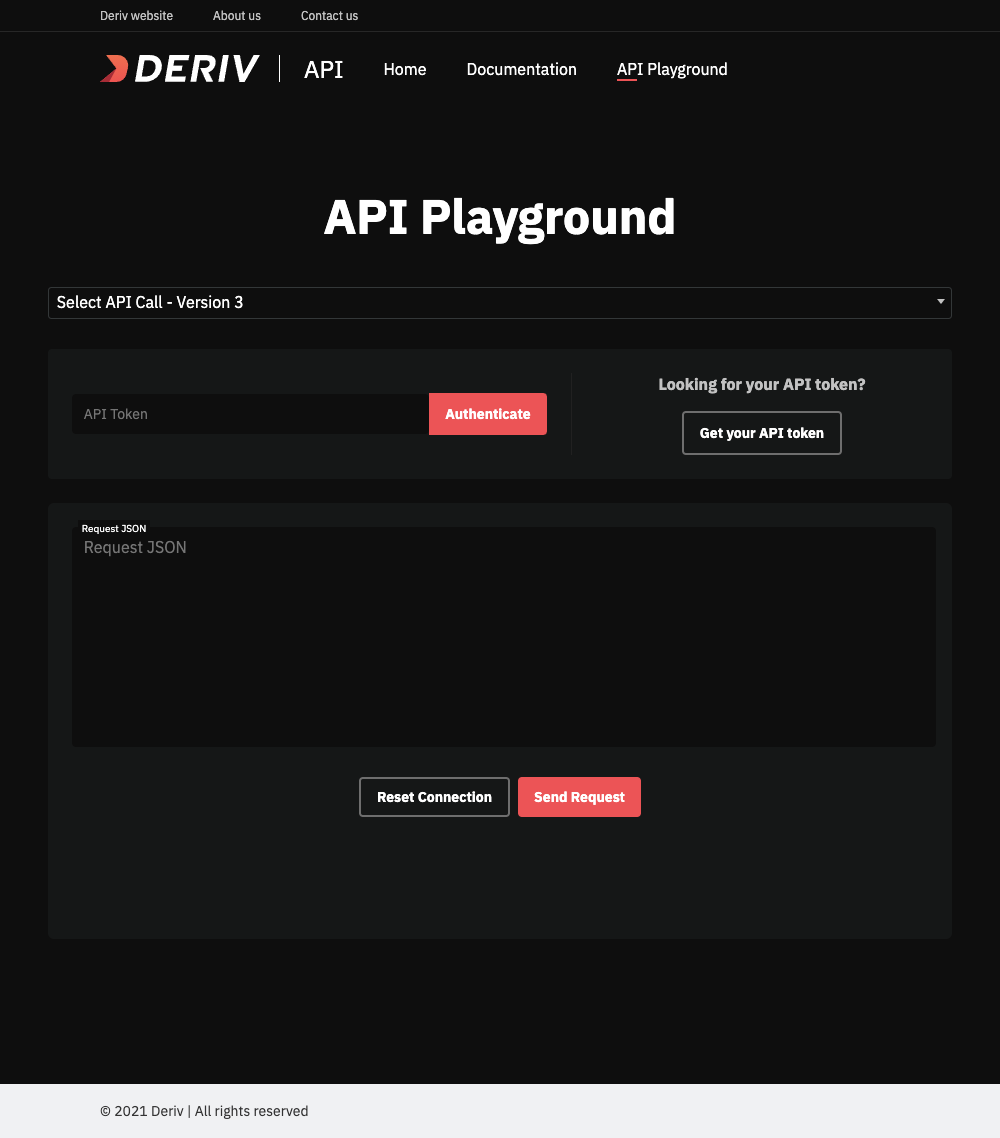 Deriv website About us Contact us
DERIV API Home Documentation API Playground
API Playground
Select API Call - Version 3
Looking for your API token?
API Token Authenticate
Get your API token
Request JSON
Request JSON
Reset Connection Send Request
© 2021 Deriv | All rights reserved